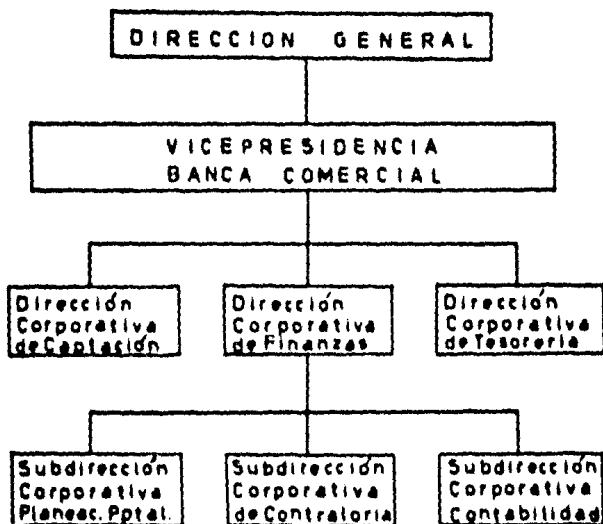 DIRECCION GENERAL
VICEPRESIDENCIA
BANCA COMERCIAL
Dirección
Corporativa
de Captación
Dirección
Corporativa
de Finanzas
Dirección
Corporativa
de Tesorería
Subdirección
Corporativa
Planeac. Pptal.
Subdirección
Corporativa
de Contraloría
Subdirección
Corporativa
Contabilidad